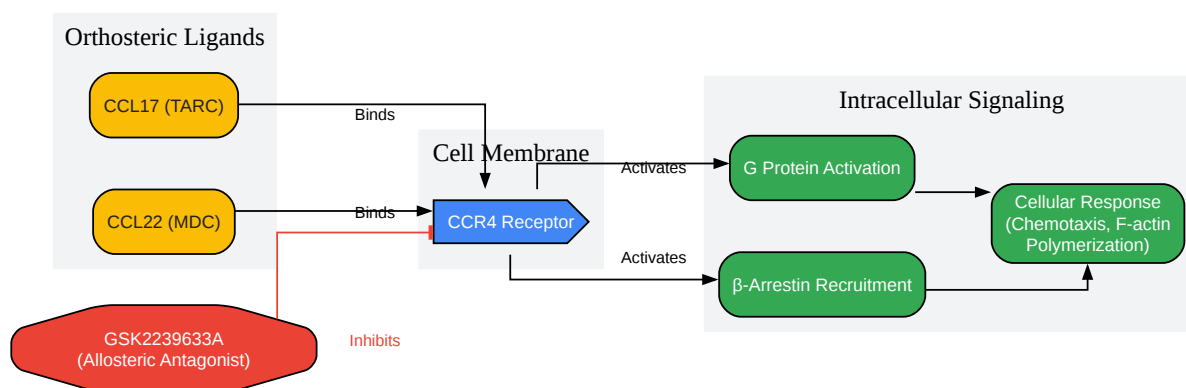 Orthosteric Ligands
CCL17 (TARC)
Binds
CCL22 (MDC)
Binds
Cell Membrane
CCR4 Receptor
GSK2239633A
(Allosteric Antagonist)
Inhibits
Activates
Activates
Intracellular Signaling
G Protein Activation
β-Arrestin Recruitment
Cellular Response
(Chemotaxis, F-actin
Polymerization)